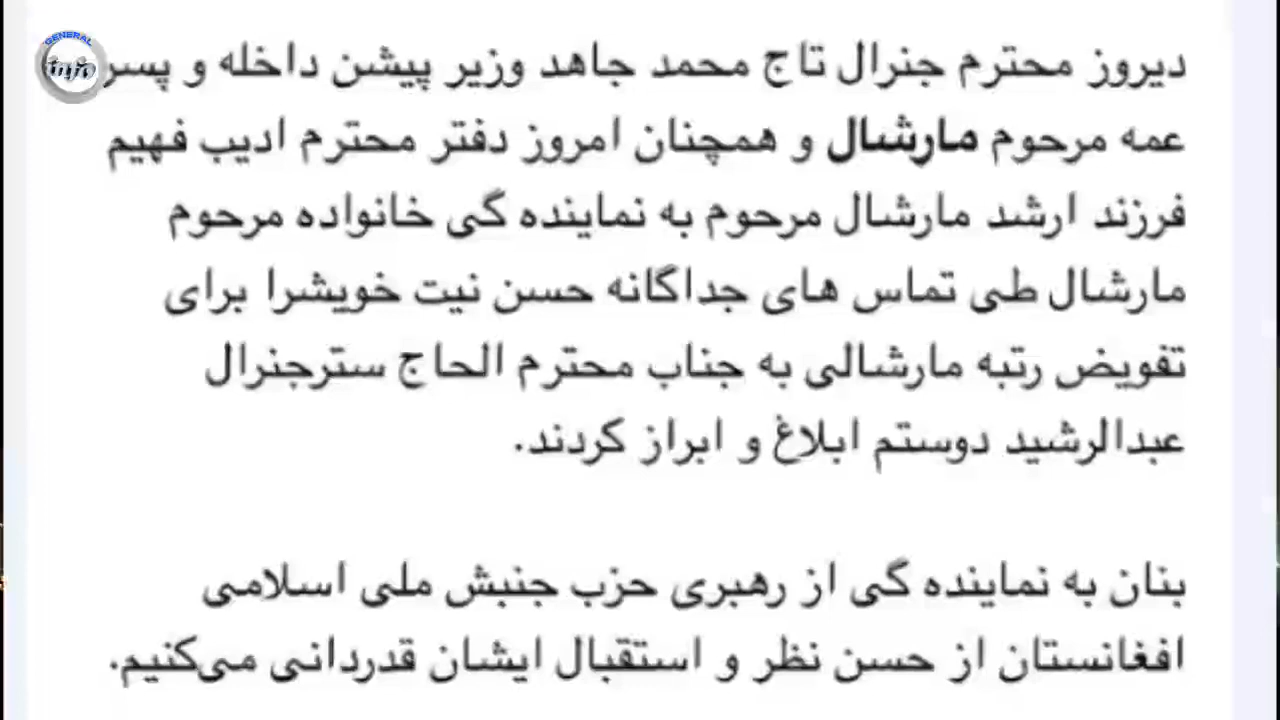 GENERAL
info
دیروز محترم جنرال تاج محمد جاهد وزیر پیشن داخله و پسر
عمه مرحوم مارشال و همچنان امروز دفتر محترم ادیب فهیم
فرزند ارشد مارشال مرحوم به نماینده گی خانواده مرحوم
مارشال طی تماس های جداگانه حسن نیت خویشرا برای
تفویض رتبه مارشالی به جناب محترم الحاج سترجنرال
عبدالرشید دوستم ابلاغ و ابراز کردند.
بنان به نماینده گی از رهبری حزب جنبش ملی اسلامی
افغانستان از حسن نظر و استقبال ایشان قدردانی می‌کنیم.